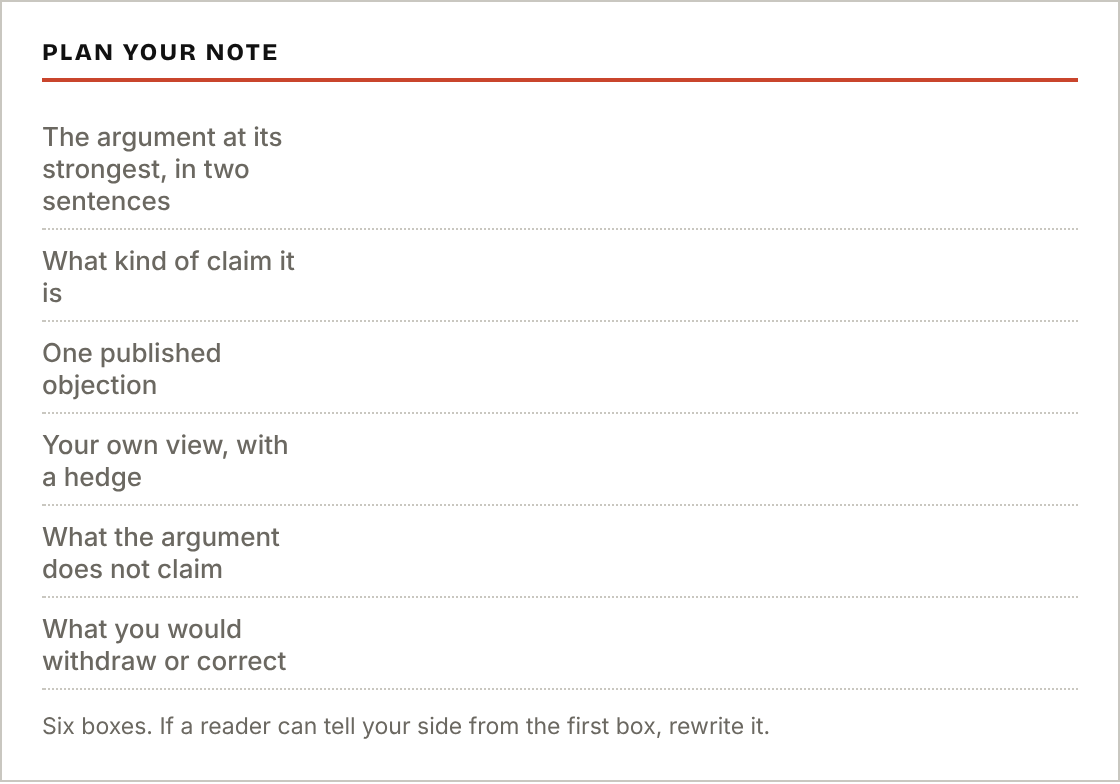 PLAN YOUR NOTE
The argument at its
strongest, in two
sentences
What kind of claim it
is
One published
objection
Your own view, with
a hedge
What the argument
does not claim
What you would
withdraw or correct
Six boxes. If a reader can tell your side from the first box, rewrite it.